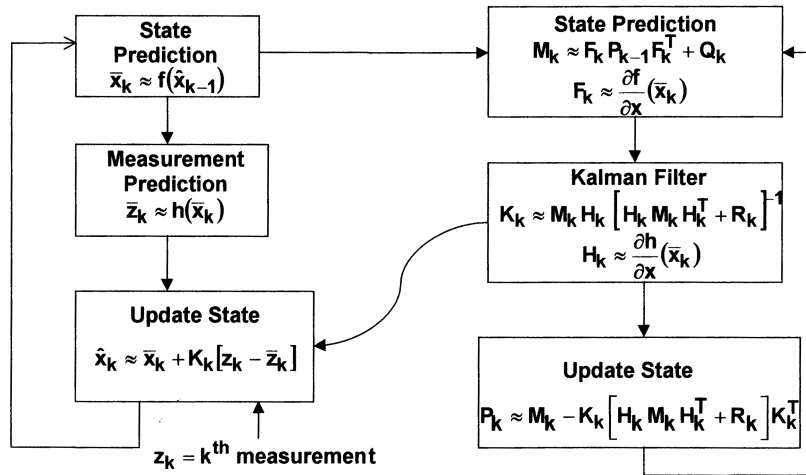 State
Prediction
x̄ₖ ≈ f(x̂ₖ₋₁)
Measurement
Prediction
z̄ₖ ≈ h(x̄ₖ)
Update State
x̂ₖ ≈ x̄ₖ + Kₖ[zₖ − z̄ₖ]
zₖ = kᵗʰ measurement
State Prediction
Mₖ ≈ Fₖ Pₖ₋₁ Fₖᵀ + Qₖ
Fₖ ≈ ∂f/∂x (x̄ₖ)
Kalman Filter
Kₖ ≈ Mₖ Hₖ [Hₖ Mₖ Hₖᵀ + Rₖ]⁻¹
Hₖ ≈ ∂h/∂x (x̄ₖ)
Update State
Pₖ ≈ Mₖ − Kₖ [Hₖ Mₖ Hₖᵀ + Rₖ] Kₖᵀ